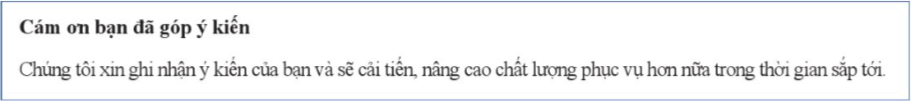 Cám ơn bạn đã góp ý kiến
Chúng tôi xin ghi nhận ý kiến của bạn và sẽ cải tiến, nâng cao chất lượng phục vụ hơn nữa trong thời gian sắp tới.